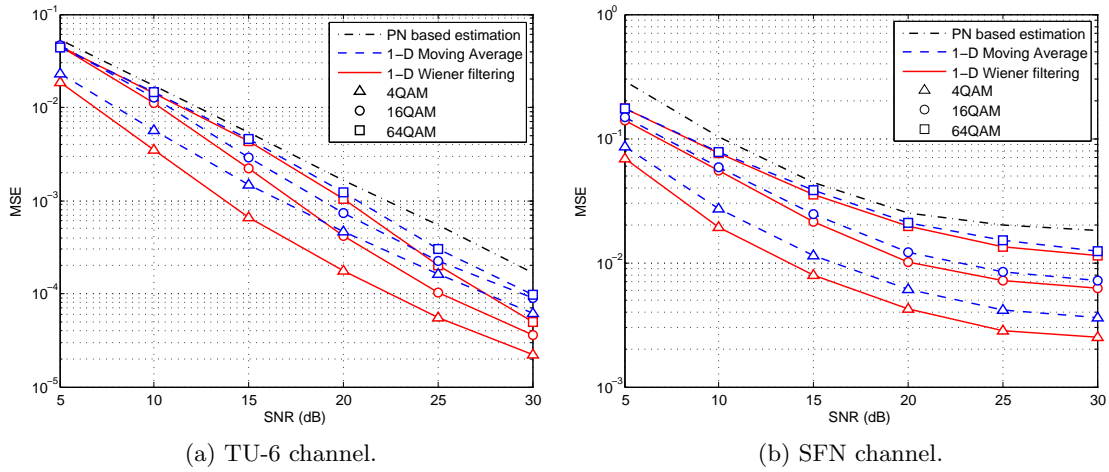 PN based estimation
1−D Moving Average
1−D Wiener filtering
4QAM
16QAM
64QAM
10⁻¹
10⁻²
10⁻³
10⁻⁴
10⁻⁵
MSE
5 10 15 20 25 30
SNR (dB)
(a) TU-6 channel.
PN based estimation
1−D Moving Average
1−D Wiener filtering
4QAM
16QAM
64QAM
10⁰
10⁻¹
10⁻²
10⁻³
MSE
5 10 15 20 25 30
SNR (dB)
(b) SFN channel.